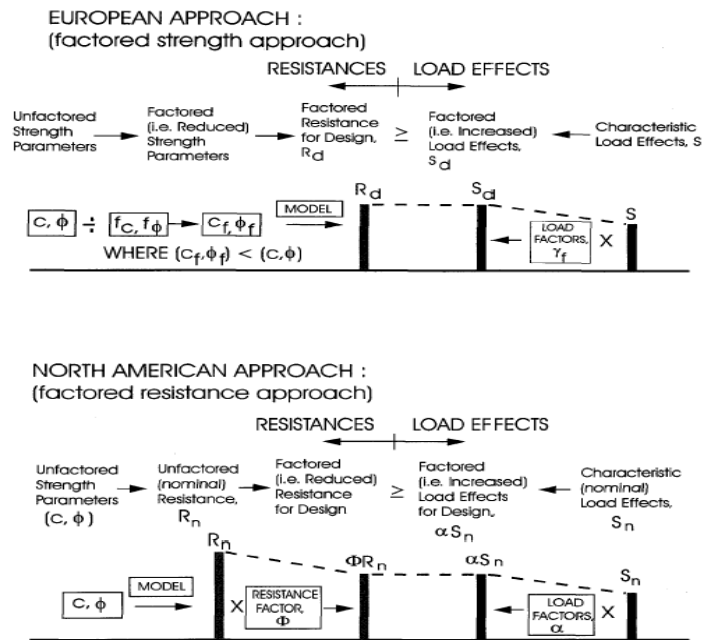 EUROPEAN APPROACH :
(factored strength approach)
RESISTANCES
LOAD EFFECTS
Unfactored
Strength
Parameters
Factored
(i.e. Reduced)
Strength
Parameters
Factored
Resistance
for Design,
Rd
≥
Factored
(i.e. Increased)
Load Effects,
Sd
Characteristic
Load Effects, S
C, ϕ
÷
fC, fϕ
Cf, ϕf
MODEL
Rd
Sd
LOAD
FACTORS,
γf
X
S
WHERE (Cf,ϕf) < (C,ϕ)
NORTH AMERICAN APPROACH :
(factored resistance approach)
RESISTANCES
LOAD EFFECTS
Unfactored
Strength
Parameters
(C, ϕ)
Unfactored
(nominal)
Resistance,
Rn
Factored
(i.e. Reduced)
Resistance
for Design
≥
Factored
(i.e. Increased)
Load Effects
for Design,
αSn
Characteristic
(nominal)
Load Effects,
Sn
C, ϕ
MODEL
Rn
X
RESISTANCE
FACTOR,
Φ
ΦRn
αSn
LOAD
FACTORS,
α
X
Sn